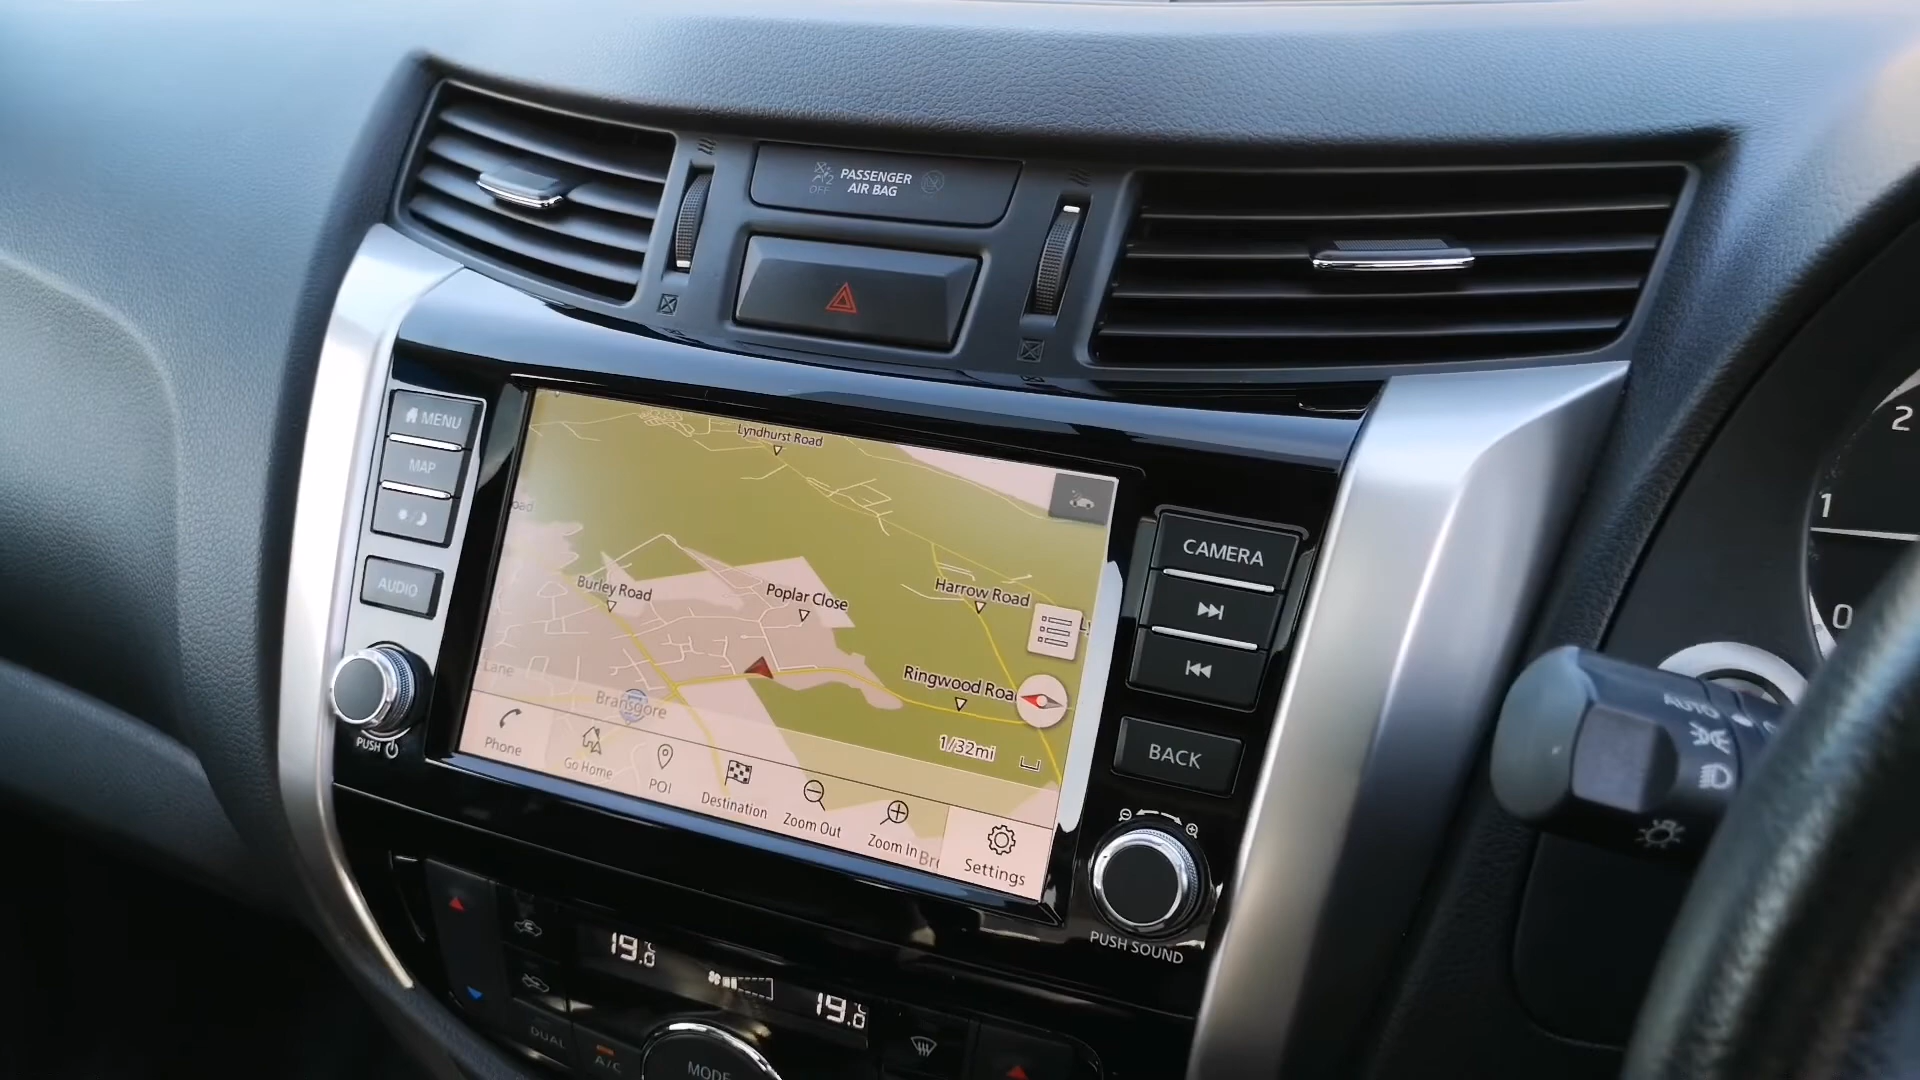 OFF
PASSENGER
AIR BAG
MENU
MAP
AUDIO
PUSH
Lyndhurst Road
Burley Road
Poplar Close
Harrow Road
Ringwood Roa
Lane
Bransgore
1/32mi
Phone
Go Home
POI
Destination
Zoom Out
Zoom In
Settings
CAMERA
BACK
PUSH SOUND
19.0
°C
19.0
°C
DUAL
A/C
MODE
AUTO
2
1
0